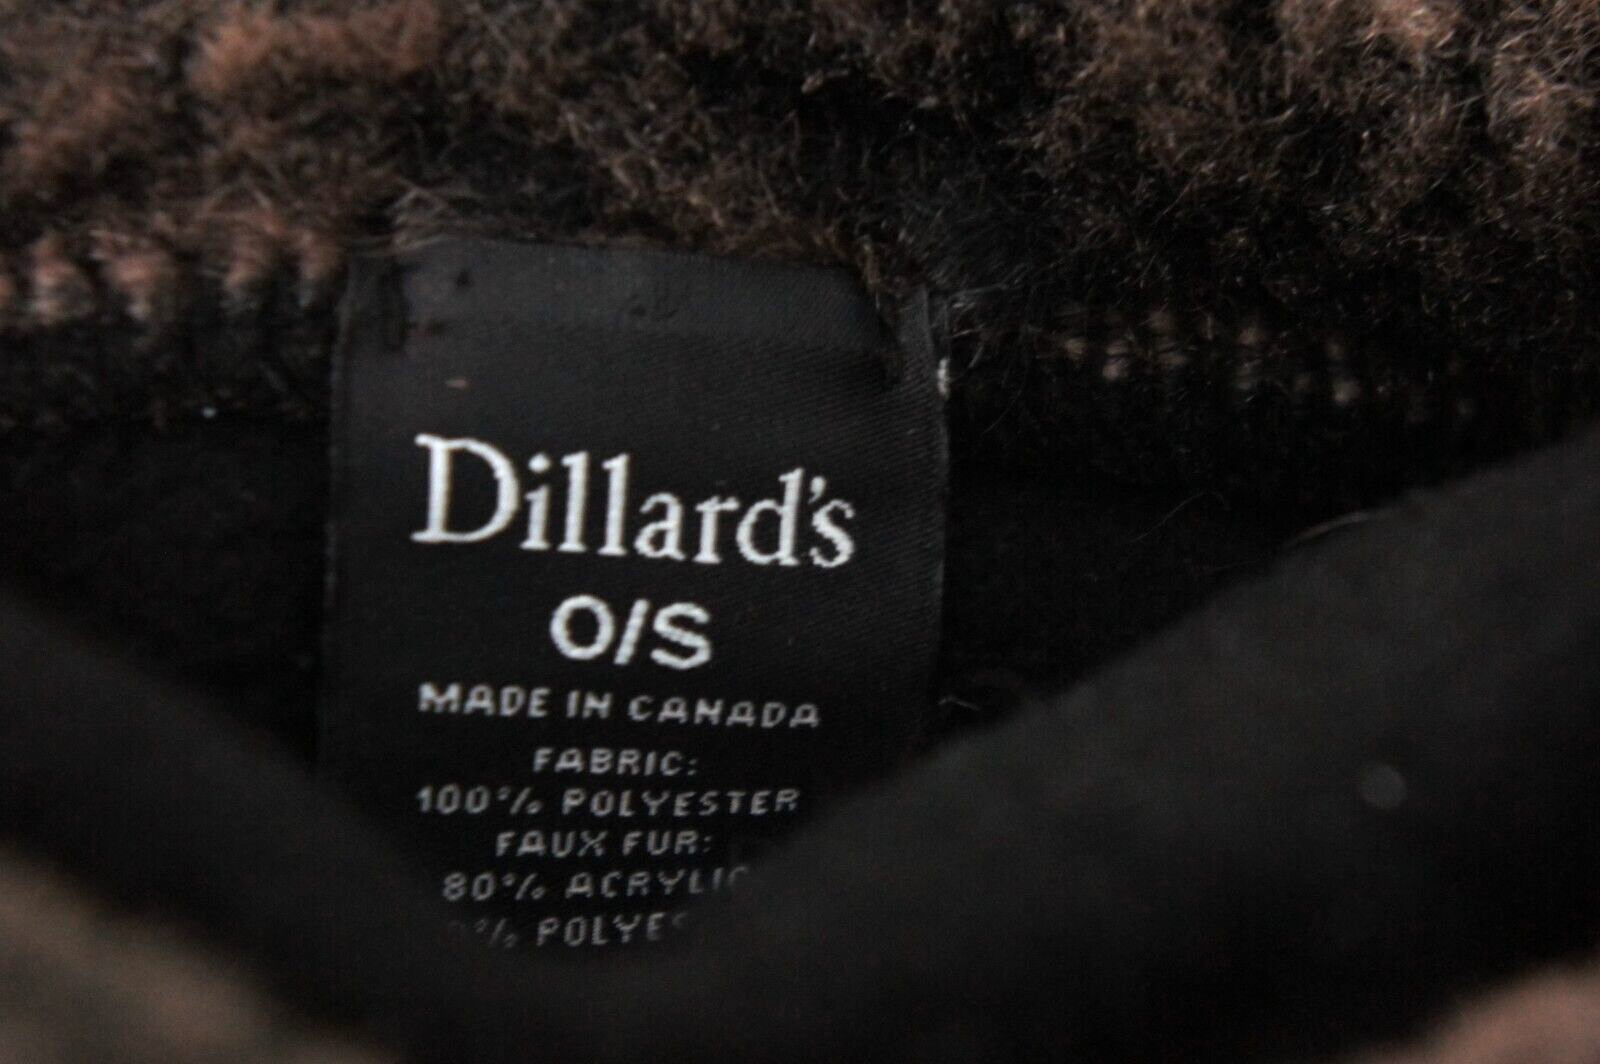 Dillard's
O/S
MADE IN CANADA
FABRIC:
100% POLYESTER
FAUX FUR:
80% ACRYLIC